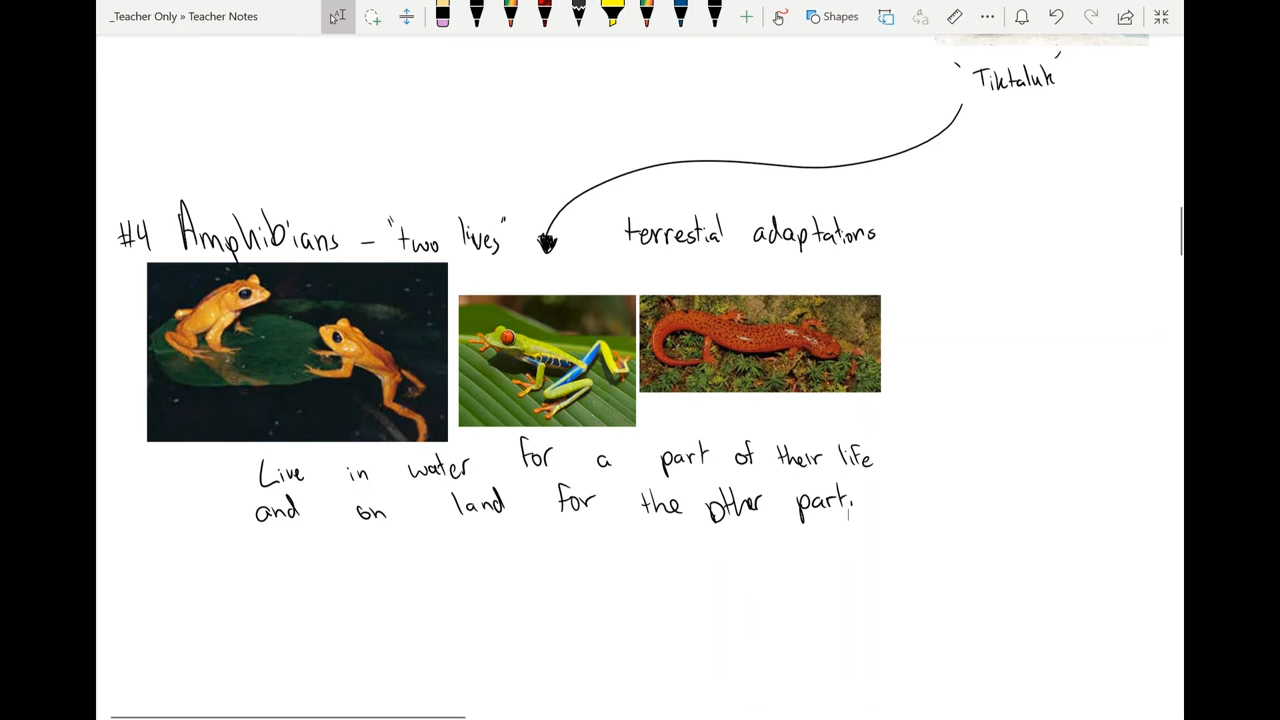 _Teacher Only » Teacher Notes
Shapes
"Tiktaluk"
#4 Amphibians - "two lives"
terrestial adaptations
Live in water for a part of their life
and on land for the other part.